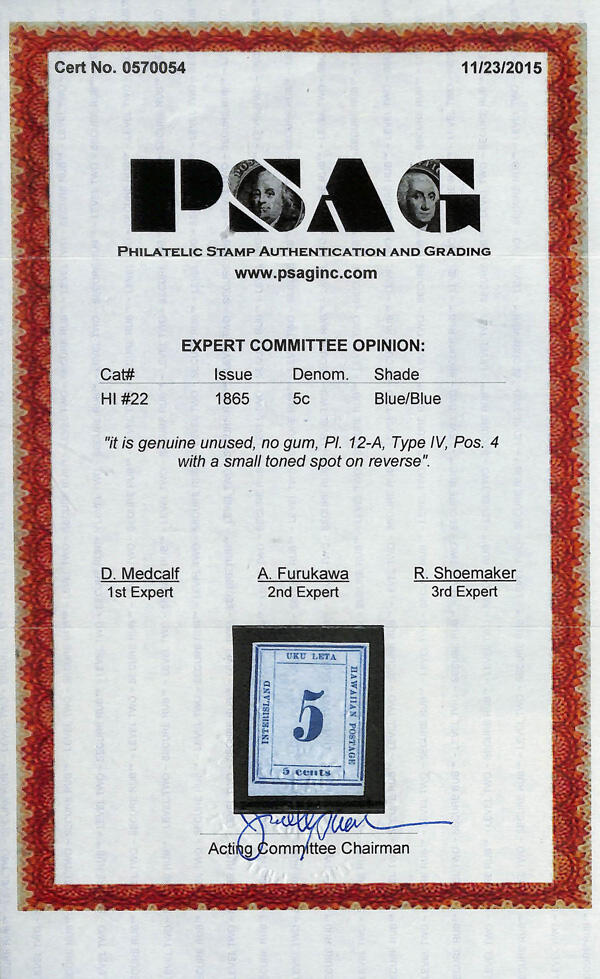 Cert No. 0570054 11/23/2015
PSAG
PHILATELIC STAMP AUTHENTICATION AND GRADING
www.psaginc.com
EXPERT COMMITTEE OPINION:
Cat# Issue Denom. Shade
HI #22 1865 5c Blue/Blue
"it is genuine unused, no gum, Pl. 12-A, Type IV, Pos. 4
with a small toned spot on reverse".
D. Medcalf A. Furukawa R. Shoemaker
1st Expert 2nd Expert 3rd Expert
UKU LETA
INTERISLAND
5
HAWAIIAN POSTAGE
5 cents
Acting Committee Chairman